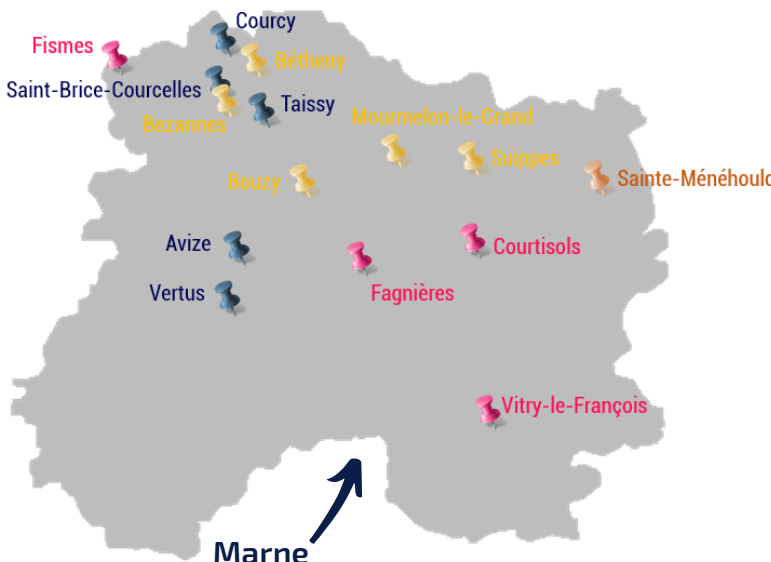 Courcy
Fismes
Bétheny
Saint-Brice-Courcelles
Taissy
Bezannes
Mourmelon-le-Grand
Suippes
Bouzy
Sainte-Ménéhould
Avize
Courtisols
Vertus
Fagnières
Vitry-le-François
Marne